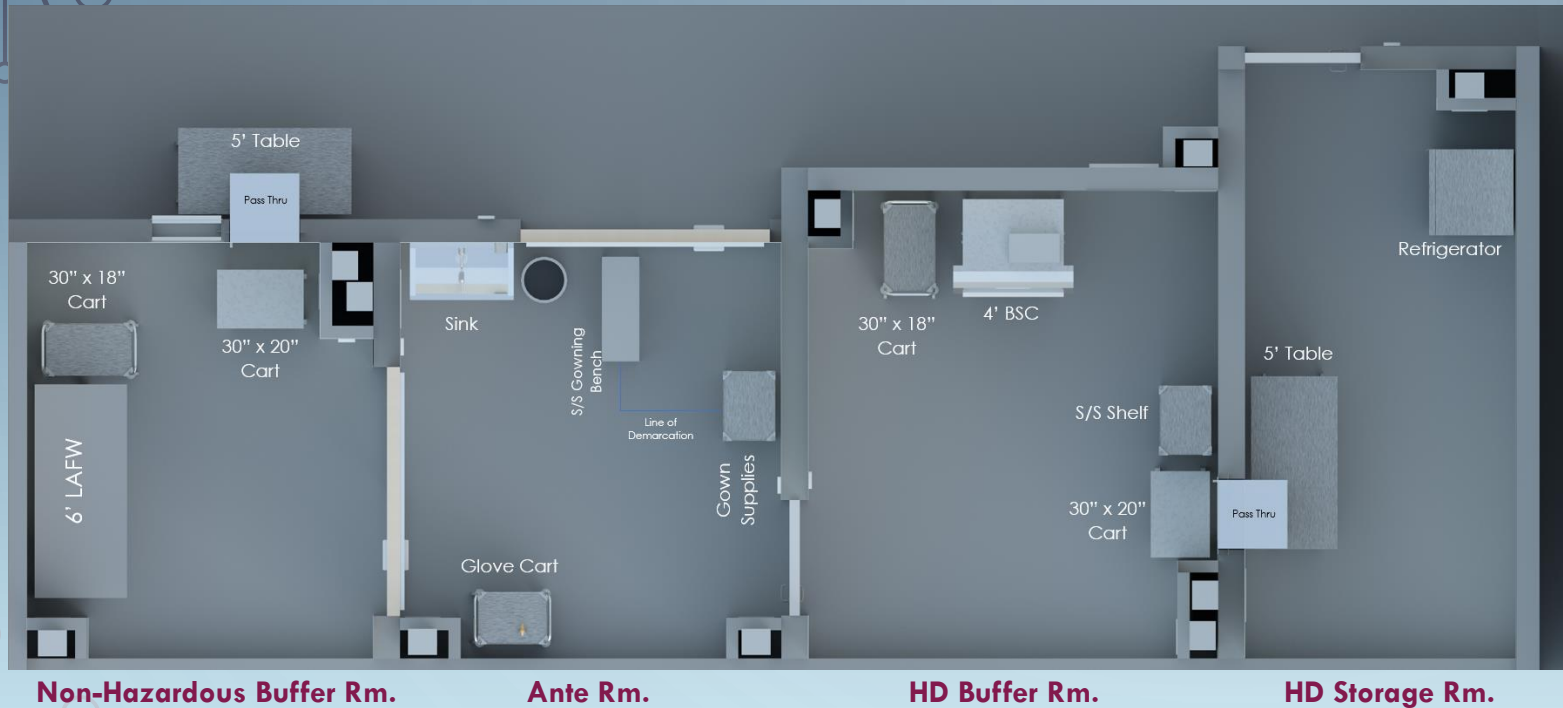 5' Table
Pass Thru
30” x 18”
Cart
30” x 20”
Cart
6' LAFW
Sink
S/S Gowning
Bench
Line of
Demarcation
Gown
Supplies
Glove Cart
30” x 18”
Cart
4' BSC
S/S Shelf
30” x 20”
Cart
Refrigerator
5' Table
Pass Thru
Non-Hazardous Buffer Rm.
Ante Rm.
HD Buffer Rm.
HD Storage Rm.